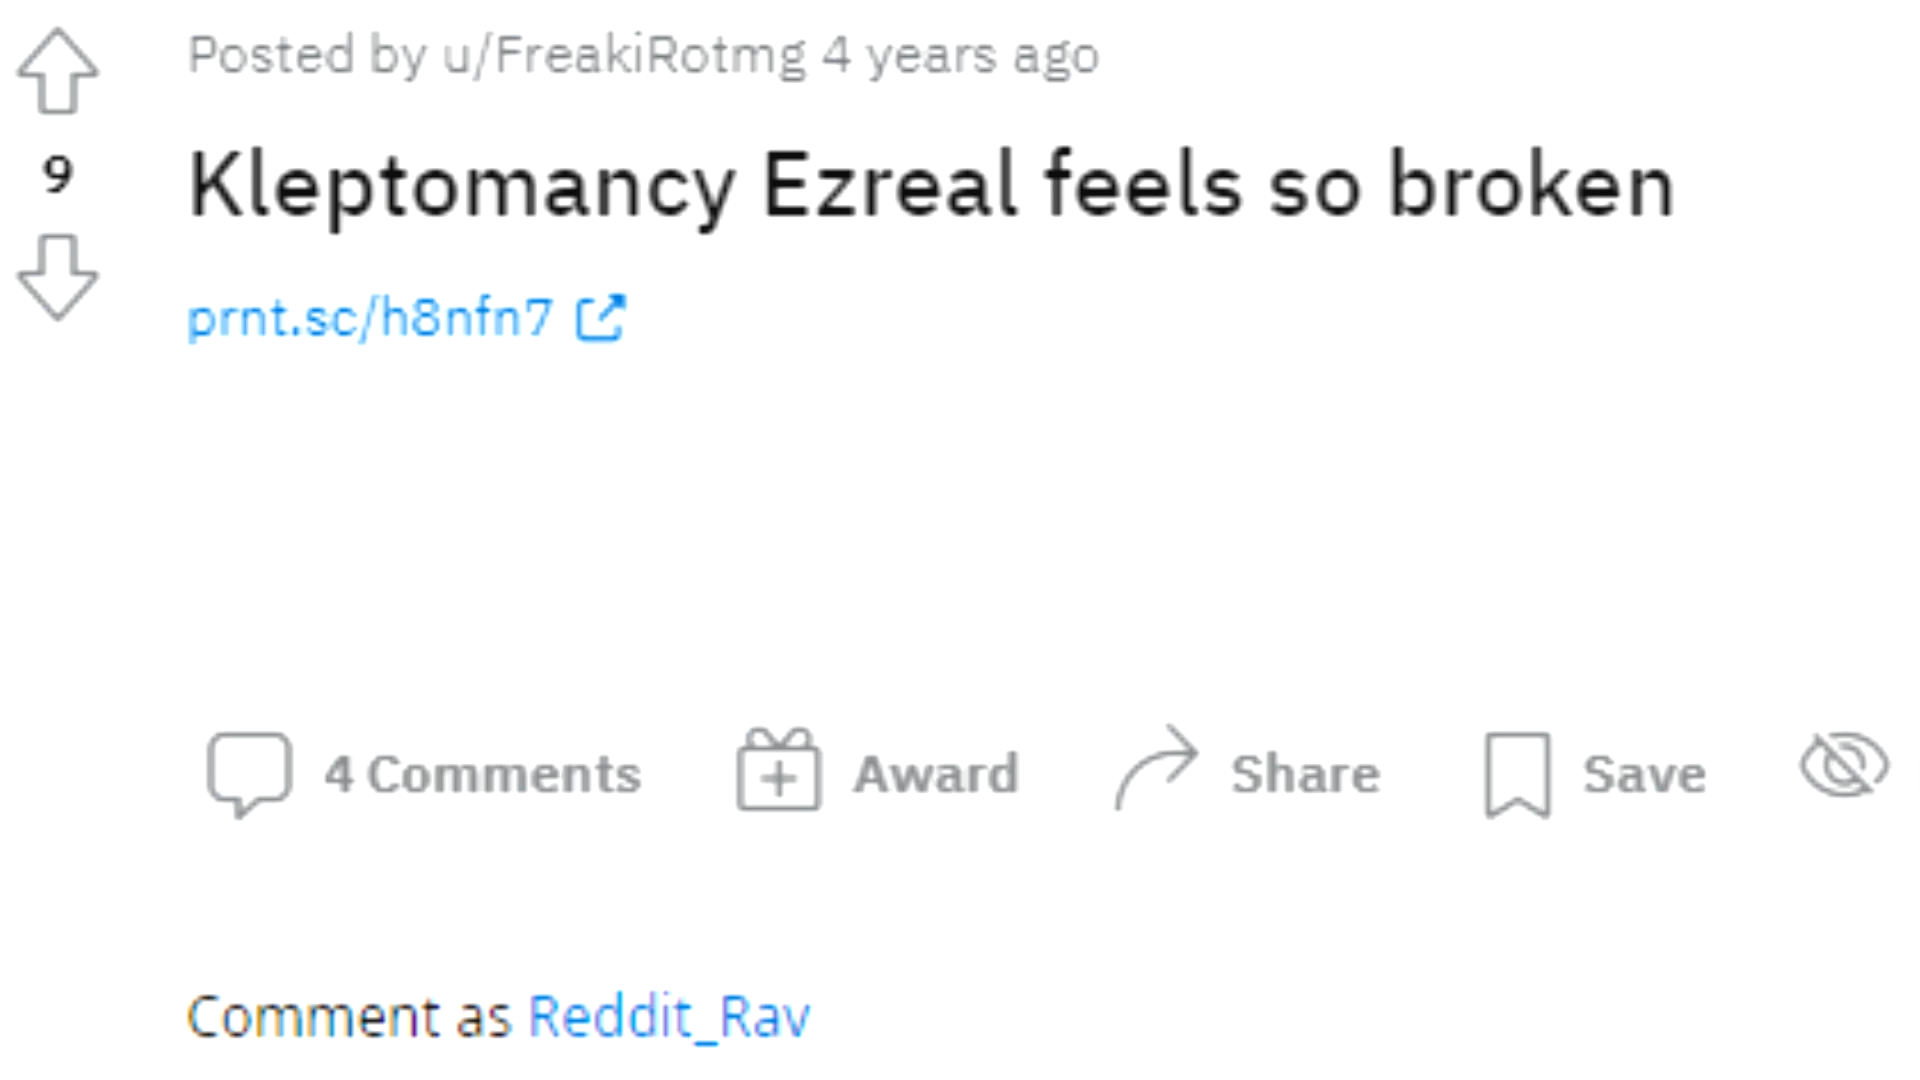 Posted by u/FreakiRotmg 4 years ago
9
Kleptomancy Ezreal feels so broken
prnt.sc/h8nfn7
4 Comments Award Share Save
Comment as Reddit_Rav